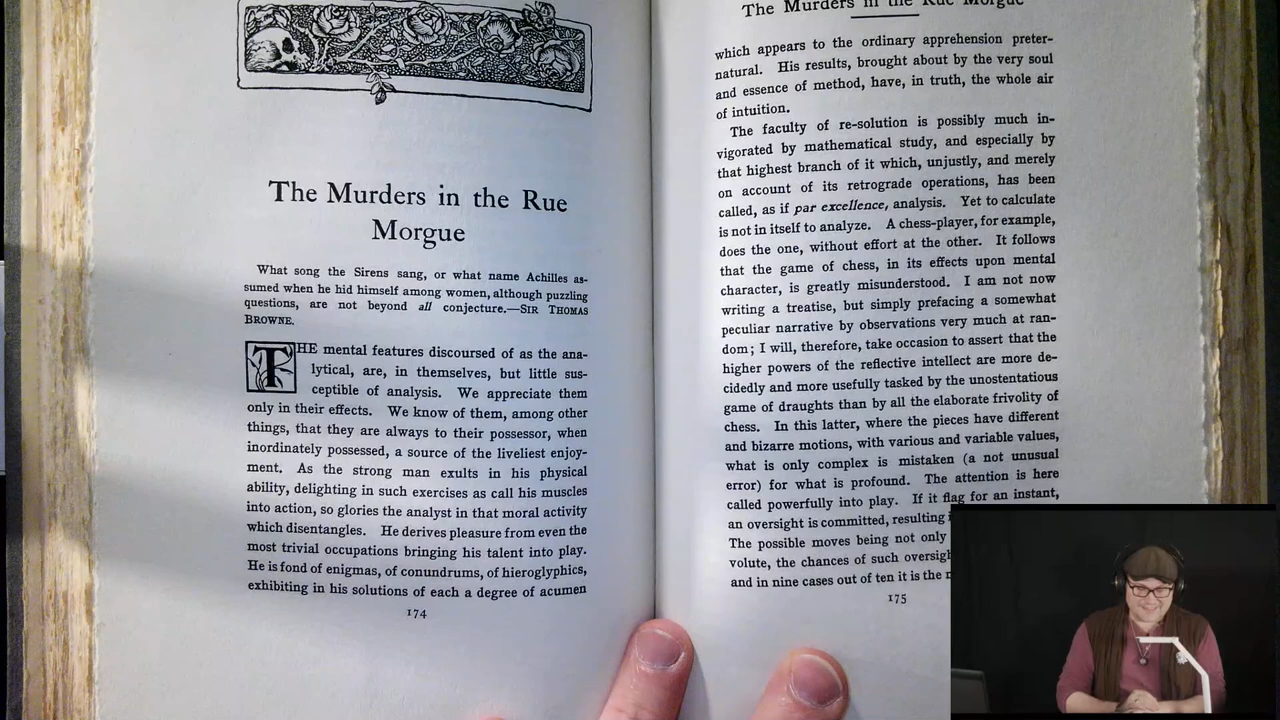 The Murders in the Rue
Morgue
What song the Sirens sang, or what name Achilles as-
sumed when he hid himself among women, although puzzling
questions, are not beyond all conjecture.—SIR THOMAS
BROWNE.
THE mental features discoursed of as the ana-
lytical, are, in themselves, but little sus-
ceptible of analysis. We appreciate them
only in their effects. We know of them, among other
things, that they are always to their possessor, when
inordinately possessed, a source of the liveliest enjoy-
ment. As the strong man exults in his physical
ability, delighting in such exercises as call his muscles
into action, so glories the analyst in that moral activity
which disentangles. He derives pleasure from even the
most trivial occupations bringing his talent into play.
He is fond of enigmas, of conundrums, of hieroglyphics,
exhibiting in his solutions of each a degree of acumen
174
The Murders in the Rue Morgue
which appears to the ordinary apprehension preter-
natural. His results, brought about by the very soul
and essence of method, have, in truth, the whole air
of intuition.
The faculty of re-solution is possibly much in-
vigorated by mathematical study, and especially by
that highest branch of it which, unjustly, and merely
on account of its retrograde operations, has been
called, as if par excellence, analysis. Yet to calculate
is not in itself to analyze. A chess-player, for example,
does the one, without effort at the other. It follows
that the game of chess, in its effects upon mental
character, is greatly misunderstood. I am not now
writing a treatise, but simply prefacing a somewhat
peculiar narrative by observations very much at ran-
dom; I will, therefore, take occasion to assert that the
higher powers of the reflective intellect are more de-
cidedly and more usefully tasked by the unostentatious
game of draughts than by all the elaborate frivolity of
chess. In this latter, where the pieces have different
and bizarre motions, with various and variable values,
what is only complex is mistaken (a not unusual
error) for what is profound. The attention is here
called powerfully into play. If it flag for an instant,
an oversight is committed, resulting
The possible moves being not only
volute, the chances of such
and in nine cases out of ten it is the
175